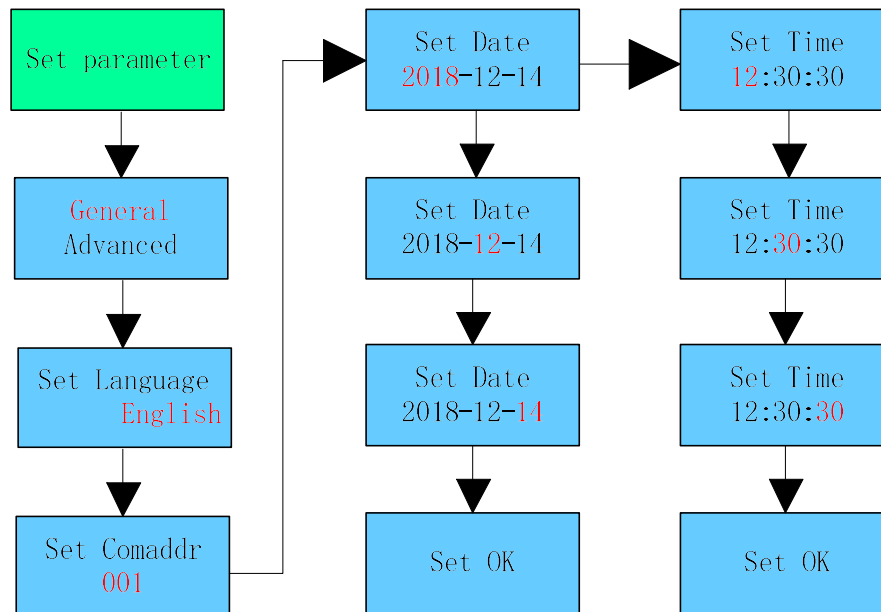 Set parameter
General
Advanced
Set Language
English
Set Comaddr
001
Set Date
2018-12-14
Set Date
2018-12-14
Set Date
2018-12-14
Set OK
Set Time
12:30:30
Set Time
12:30:30
Set Time
12:30:30
Set OK